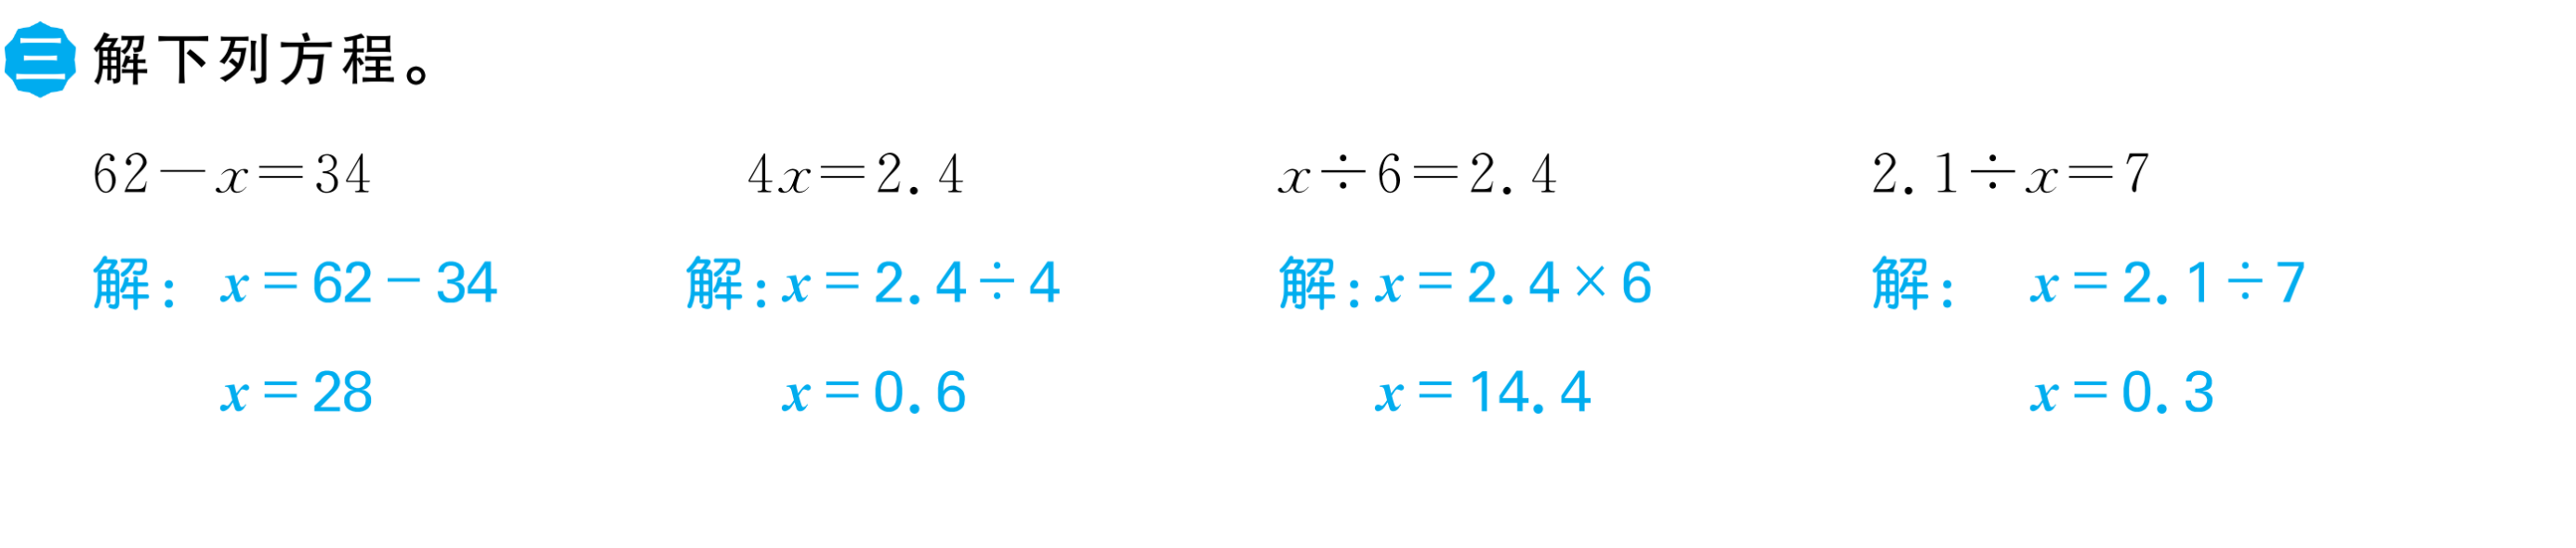 三 解下列方程。
62－x＝34 4x＝2.4 x÷6＝2.4 2.1÷x＝7
解： x＝62－34 解：x＝2.4÷4 解：x＝2.4×6 解： x＝2.1÷7
x＝28 x＝0.6 x＝14.4 x＝0.3